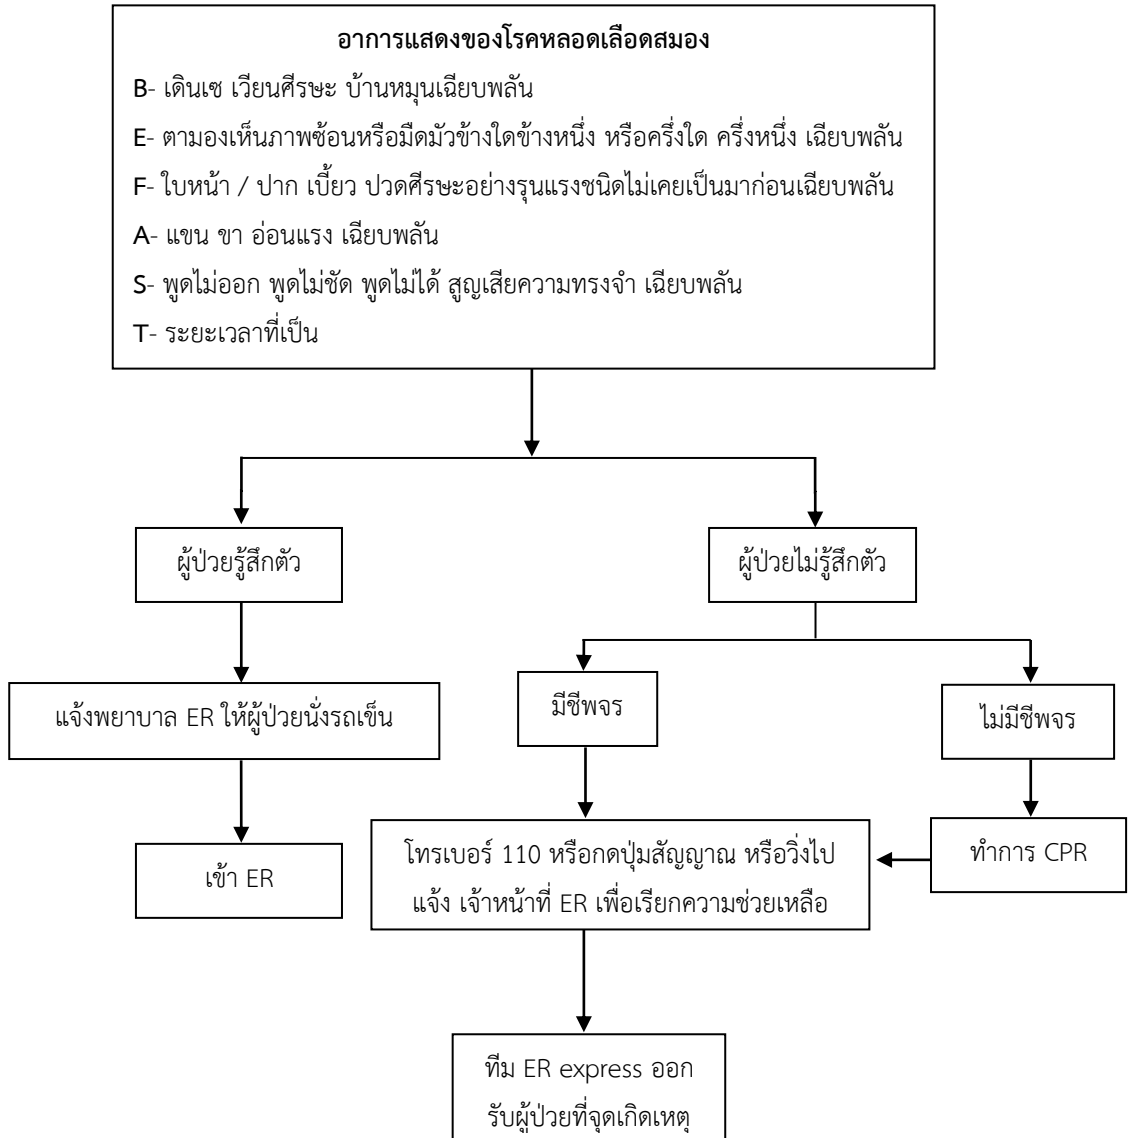 อาการแสดงของโรคหลอดเลือดสมอง
B- เดินเซ เวียนศีรษะ บ้านหมุนเฉียบพลัน
E- ตามองเห็นภาพซ้อนหรือมืดมัวข้างใดข้างหนึ่ง หรือครึ่งใด ครึ่งหนึ่ง เฉียบพลัน
F- ใบหน้า / ปาก เบี้ยว ปวดศีรษะอย่างรุนแรงชนิดไม่เคยเป็นมาก่อนเฉียบพลัน
A- แขน ขา อ่อนแรง เฉียบพลัน
S- พูดไม่ออก พูดไม่ชัด พูดไม่ได้ สูญเสียความทรงจำ เฉียบพลัน
T- ระยะเวลาที่เป็น
ผู้ป่วยรู้สึกตัว
ผู้ป่วยไม่รู้สึกตัว
แจ้งพยาบาล ER ให้ผู้ป่วยนั่งรถเข็น
มีชีพจร
ไม่มีชีพจร
เข้า ER
โทรเบอร์ 110 หรือกดปุ่มสัญญาณ หรือวิ่งไป
แจ้ง เจ้าหน้าที่ ER เพื่อเรียกความช่วยเหลือ
ทำการ CPR
ทีม ER express ออก
รับผู้ป่วยที่จุดเกิดเหตุ